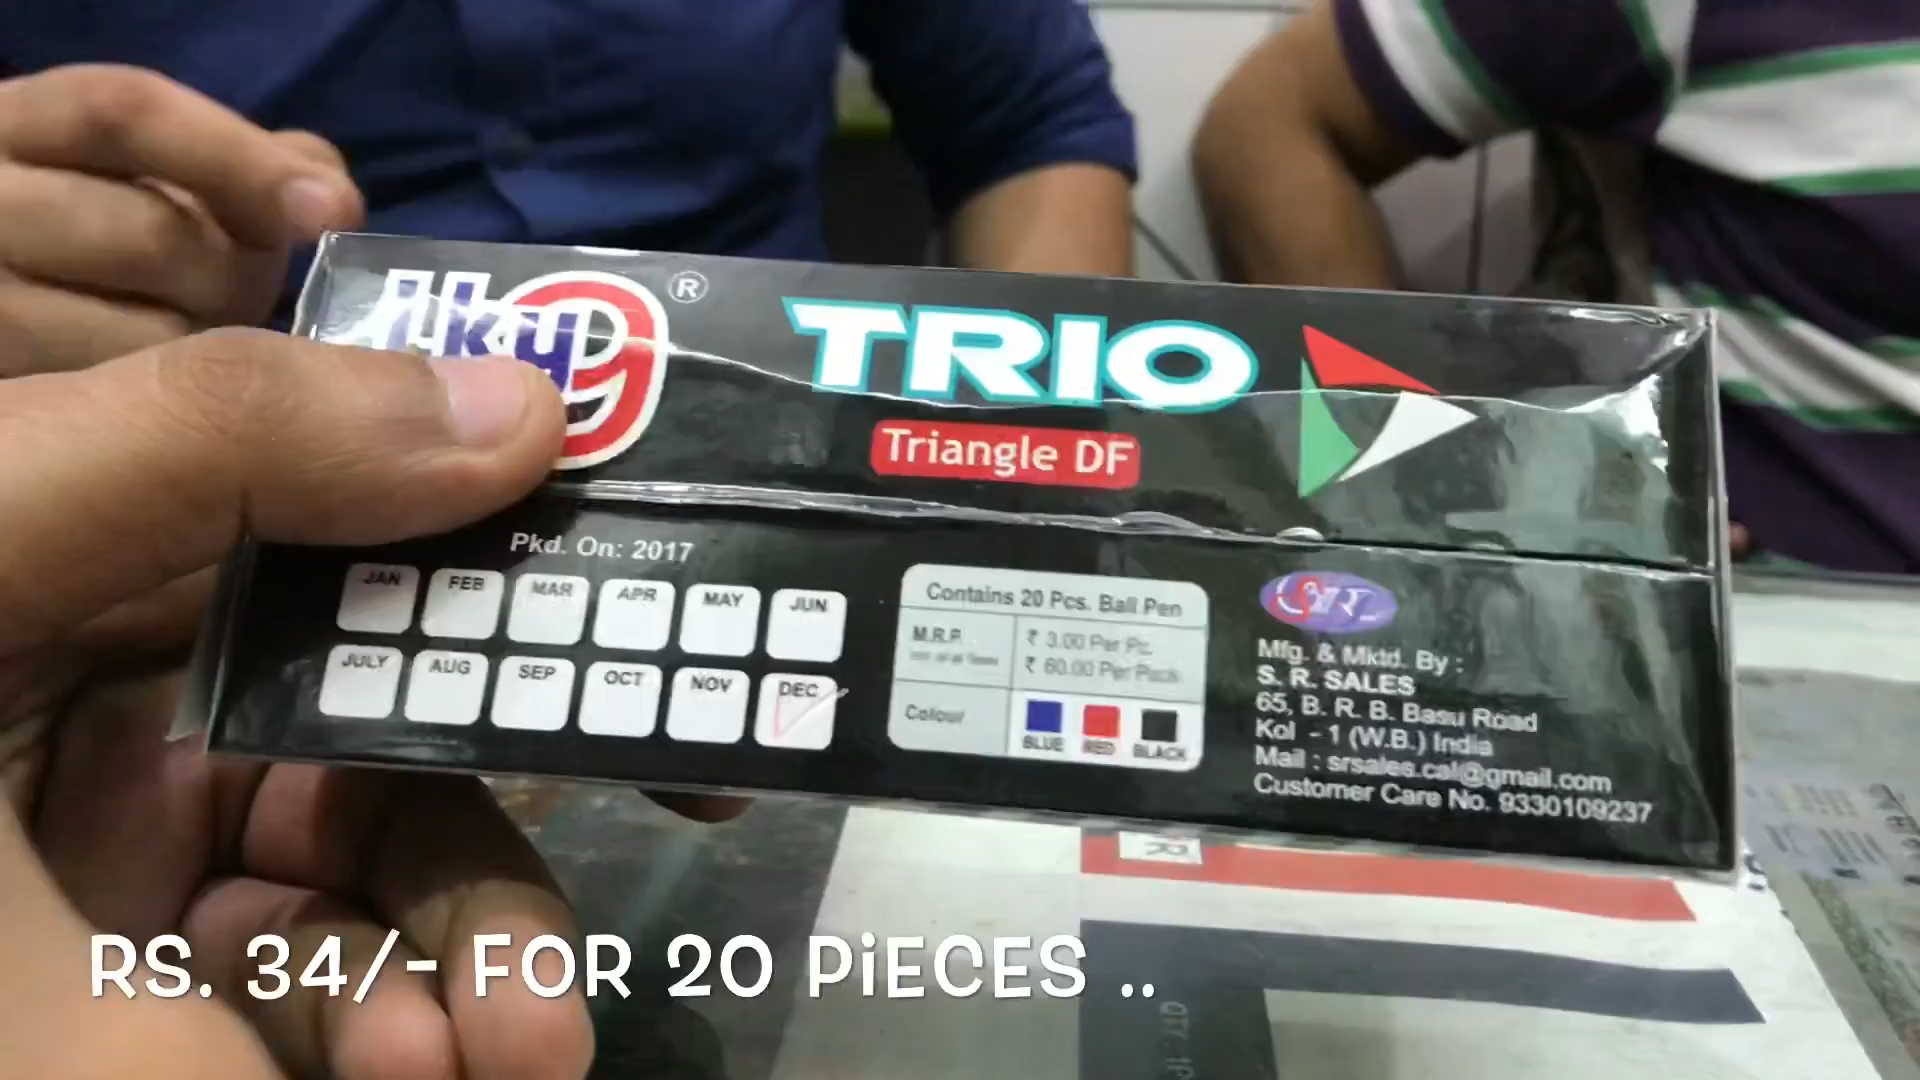 9 ®
TRIO
Triangle DF
Pkd. On: 2017
JAN FEB MAR APR MAY JUN
JULY AUG SEP OCT NOV DEC
Contains 20 Pcs. Ball Pen
M.R.P. ₹ 3.00 Per Pc.
₹ 60.00 Per Pack
Colour
BLUE RED BLACK
Mfg. & Mktd. By :
S. R. SALES
65, B. R. B. Basu Road
Kol - 1 (W.B.) India
Mail : srsales.cal@gmail.com
Customer Care No. 9330109237
RS. 34/- FOR 20 PIECES ..